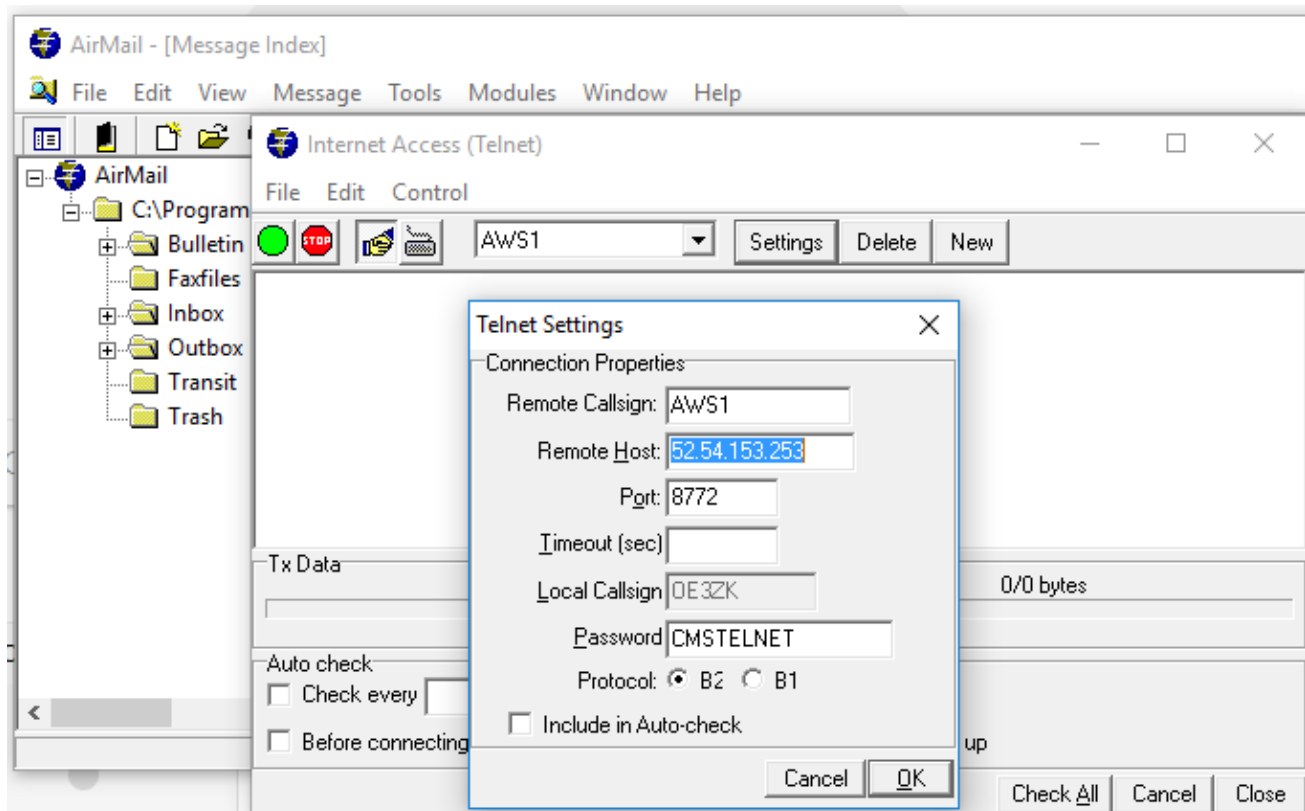 AirMail - [Message Index]
File Edit View Message Tools Modules Window Help
AirMail
C:\Program
Bulletin
Faxfiles
Inbox
Outbox
Transit
Trash
Internet Access (Telnet)
File Edit Control
STOP
AWS1
Settings Delete New
Telnet Settings
Connection Properties
Remote Callsign: AWS1
Remote Host: 52.54.153.253
Port: 8772
Timeout (sec)
Local Callsign OE3ZK
Password CMSTELNET
Protocol: B2 B1
Include in Auto-check
Cancel OK
Tx Data
0/0 bytes
Auto check
Check every
Before connecting
up
Check All Cancel Close